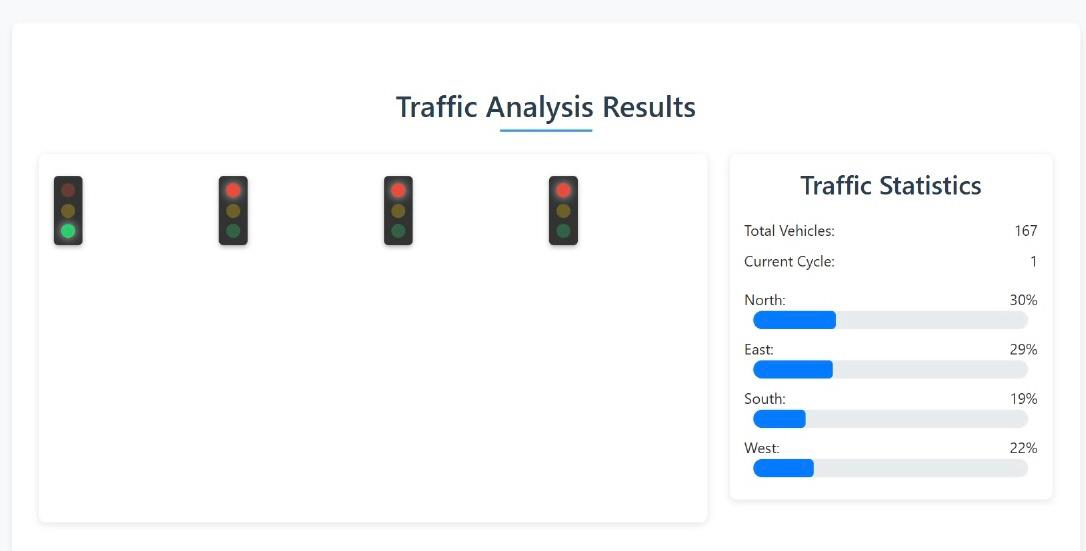 Traffic Analysis Results
Traffic Statistics
Total Vehicles: 167
Current Cycle: 1
North: 30%
East: 29%
South: 19%
West: 22%